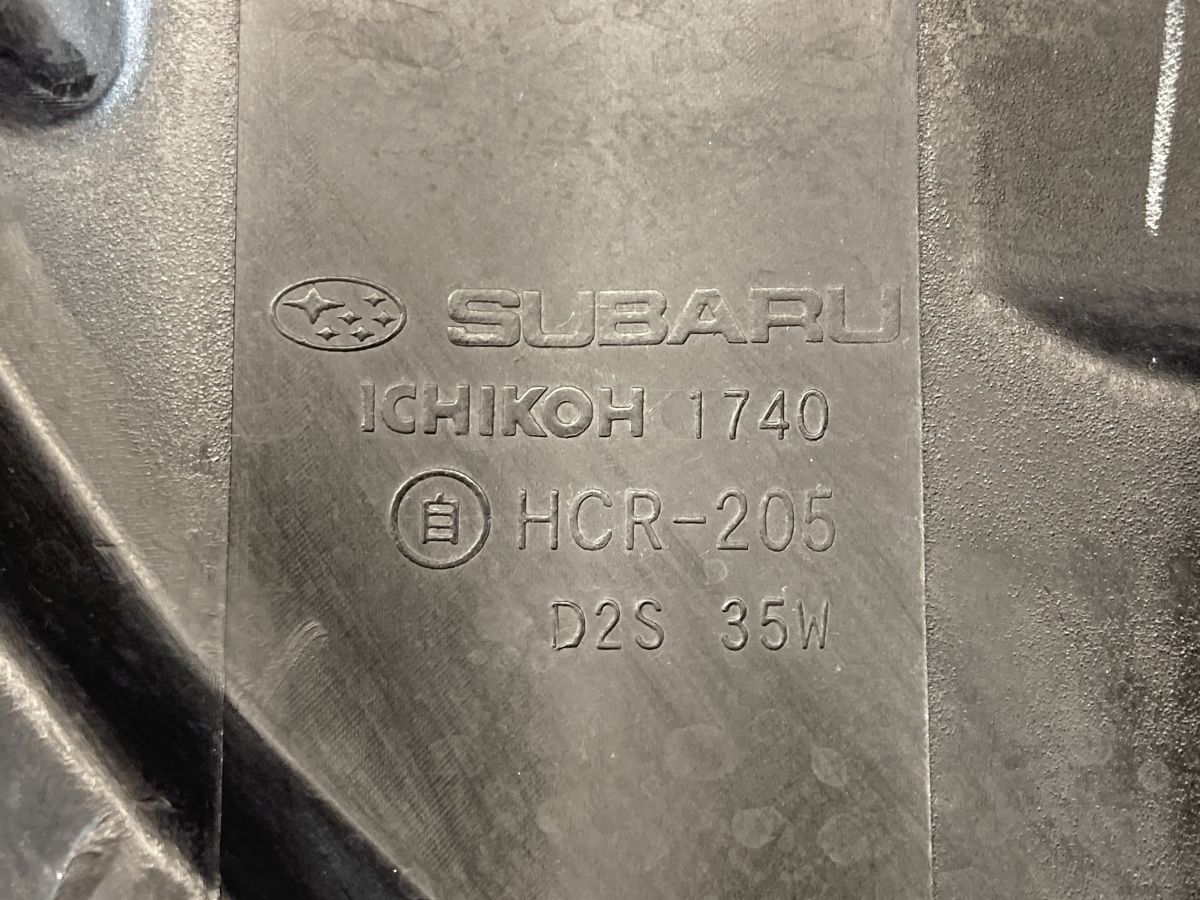 SUBARU
ICHIKOH 1740
自 HCR-205
D2S 35W